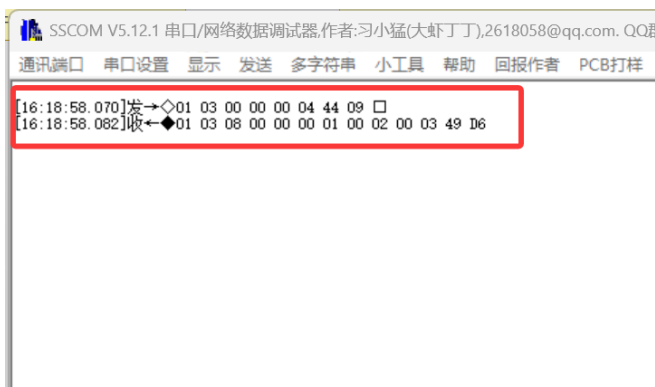 SSCOM V5.12.1 串口/网络数据调试器,作者:习小猛(大虾丁丁),2618058@qq.com. QQ群
通讯端口 串口设置 显示 发送 多字符串 小工具 帮助 回报作者 PCB打样
[16:18:58.070]发→◇01 03 00 00 00 04 44 09 □
[16:18:58.082]收←◆01 03 08 00 00 00 01 00 02 00 03 49 D6